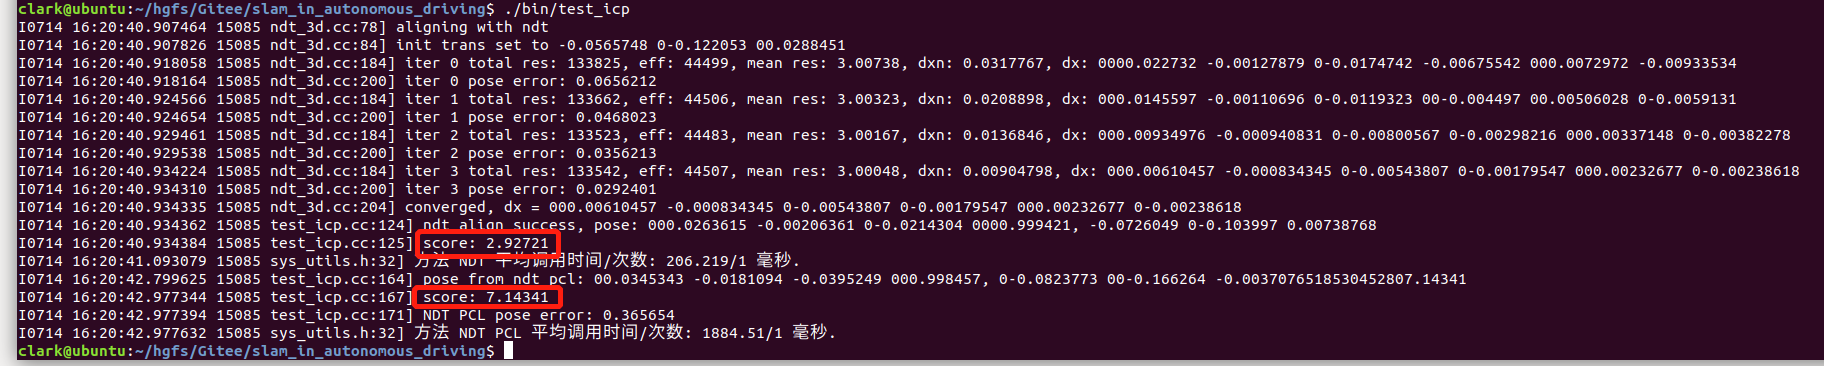 clark@ubuntu:~/hgfs/Gitee/slam_in_autonomous_driving$ ./bin/test_icp
I0714 16:20:40.907464 15085 ndt_3d.cc:78] aligning with ndt
I0714 16:20:40.907826 15085 ndt_3d.cc:84] init trans set to -0.0565748 0-0.122053 00.0288451
I0714 16:20:40.918058 15085 ndt_3d.cc:184] iter 0 total res: 133825, eff: 44499, mean res: 3.00738, dxn: 0.0317767, dx: 0000.022732 -0.00127879 0-0.0174742 -0.00675542 000.0072972 -0.00933534
I0714 16:20:40.918164 15085 ndt_3d.cc:200] iter 0 pose error: 0.0656212
I0714 16:20:40.924566 15085 ndt_3d.cc:184] iter 1 total res: 133662, eff: 44506, mean res: 3.00323, dxn: 0.0208898, dx: 000.0145597 -0.00110696 0-0.0119323 00-0.004497 00.00506028 0-0.0059131
I0714 16:20:40.924654 15085 ndt_3d.cc:200] iter 1 pose error: 0.0468023
I0714 16:20:40.929461 15085 ndt_3d.cc:184] iter 2 total res: 133523, eff: 44483, mean res: 3.00167, dxn: 0.0136846, dx: 000.00934976 -0.000940831 0-0.00800567 0-0.00298216 000.00337148 0-0.00382278
I0714 16:20:40.929538 15085 ndt_3d.cc:200] iter 2 pose error: 0.0356213
I0714 16:20:40.934224 15085 ndt_3d.cc:184] iter 3 total res: 133542, eff: 44507, mean res: 3.00048, dxn: 0.00904798, dx: 000.00610457 -0.000834345 0-0.00543807 0-0.00179547 000.00232677 0-0.00238618
I0714 16:20:40.934310 15085 ndt_3d.cc:200] iter 3 pose error: 0.0292401
I0714 16:20:40.934335 15085 ndt_3d.cc:204] converged, dx = 000.00610457 -0.000834345 0-0.00543807 0-0.00179547 000.00232677 0-0.00238618
I0714 16:20:40.934362 15085 test_icp.cc:124] ndt align success, pose: 000.0263615 -0.00206361 0-0.0214304 0000.999421, -0.0726049 0-0.103997 0.00738768
I0714 16:20:40.934384 15085 test_icp.cc:125] score: 2.92721
I0714 16:20:41.093079 15085 sys_utils.h:32] 方法 NDT 平均调用时间/次数: 206.219/1 毫秒.
I0714 16:20:42.799625 15085 test_icp.cc:164] pose from ndt pcl: 00.0345343 -0.0181094 -0.0395249 000.998457, 0-0.0823773 00-0.166264 -0.0037076518530452807.14341
I0714 16:20:42.977344 15085 test_icp.cc:167] score: 7.14341
I0714 16:20:42.977394 15085 test_icp.cc:171] NDT PCL pose error: 0.365654
I0714 16:20:42.977632 15085 sys_utils.h:32] 方法 NDT PCL 平均调用时间/次数: 1884.51/1 毫秒.
clark@ubuntu:~/hgfs/Gitee/slam_in_autonomous_driving$